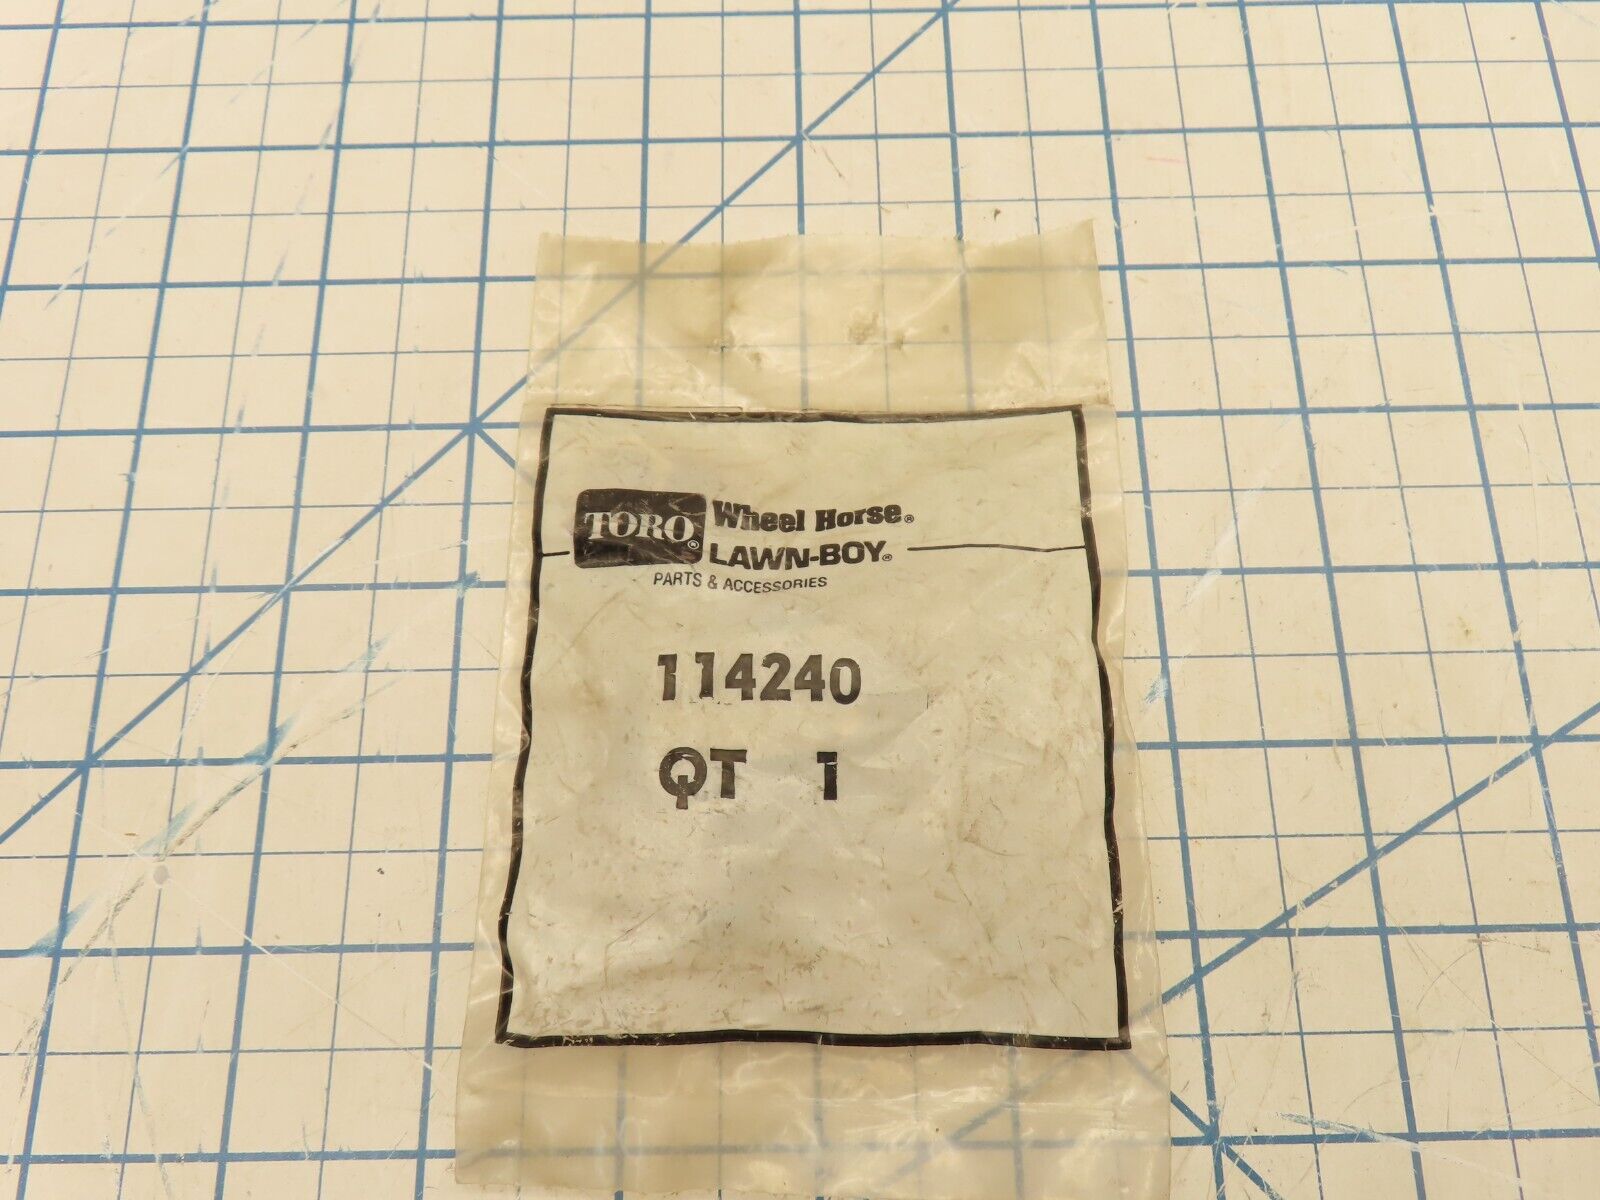 TORO® Wheel Horse®
LAWN-BOY®
PARTS & ACCESSORIES
114240
QT 1